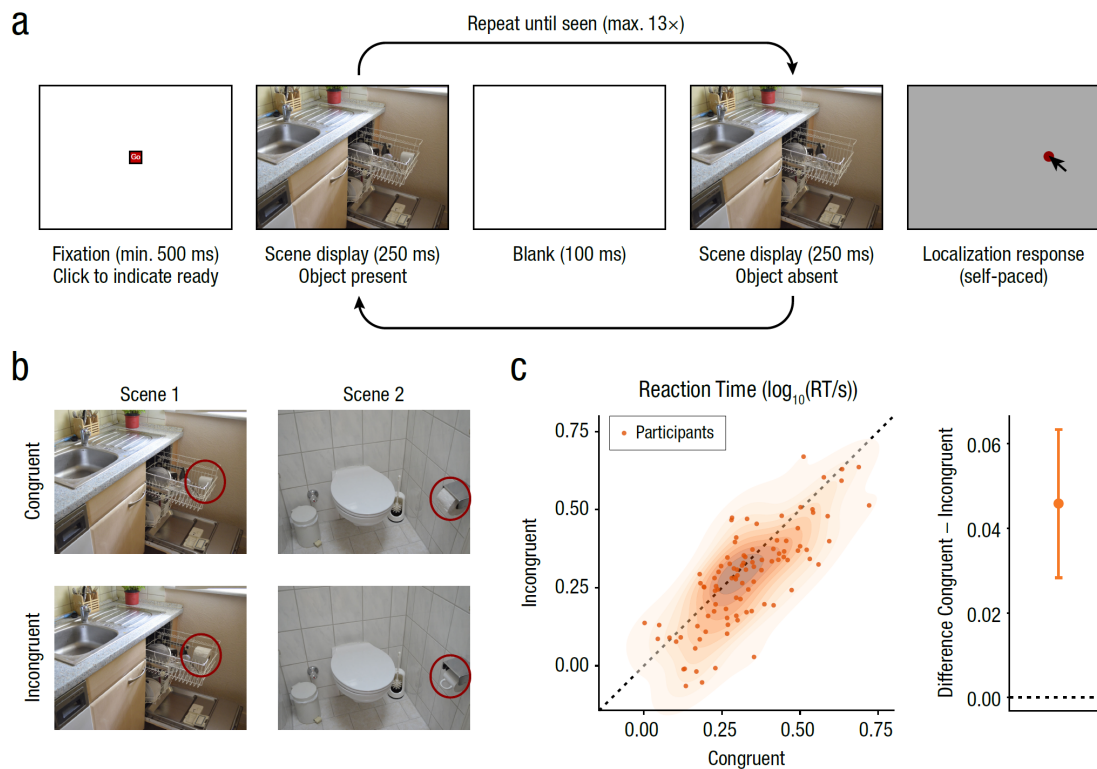 a
Repeat until seen (max. 13×)
Go
Fixation (min. 500 ms)
Click to indicate ready
Scene display (250 ms)
Object present
Blank (100 ms)
Scene display (250 ms)
Object absent
Localization response
(self-paced)
b
Scene 1
Scene 2
Congruent
Incongruent
c
Reaction Time (log10(RT/s))
Participants
Incongruent
0.75
0.50
0.25
0.00
0.00
0.25
0.50
0.75
Congruent
Difference Congruent – Incongruent
0.06
0.04
0.02
0.00